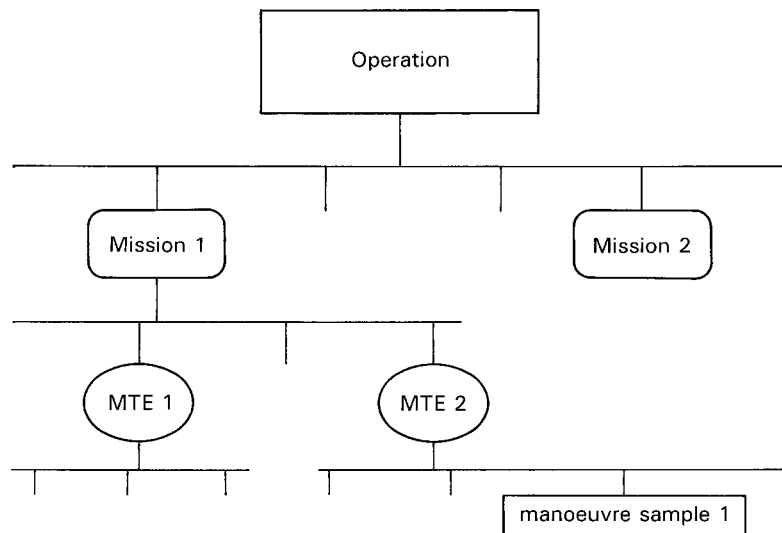 Operation
Mission 1
Mission 2
MTE 1
MTE 2
manoeuvre sample 1